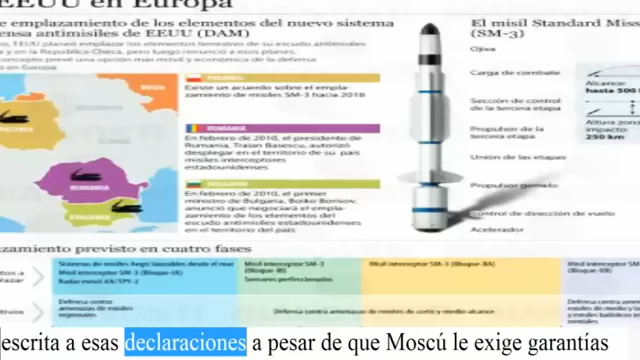 EEUU en Europa
e emplazamiento de los elementos del nuevo sistema
ensa antimisiles de EEUU (DAM)
EEUU planeó emplazar los elementos terrestres de su escudo antimisiles
y en la República Checa, pero luego renunció a esos planes.
concepto prevé una opción más móvil y económica de la defensa
en Europa
POLONIA
Existe un acuerdo sobre el empla-
zamiento de misiles SM-3 hacia 2018
RUMANIA
En febrero de 2010, el presidente de
Rumania, Traian Basescu, autorizó
desplegar en el territorio de su país
misiles interceptores
estadounidenses
BULGARIA
En febrero de 2010, el primer
ministro de Bulgaria, Boiko Borisov,
anunció que negociará el empla-
zamiento de los elementos del
escudo antimisiles estadounidenses
en el territorio del país
RUMANIA
BULGARIA
El misil Standard Miss
(SM-3)
Ojiva
Carga de combate
Sección de control
de la tercera etapa
Propulsor de la
tercera etapa
Unión de las etapas
Propulsor gemelo
Control de dirección de vuelo
Acelerador
Alcance:
hasta 500
Altura zona
impacto:
250 km
azamiento previsto en cuatro fases
Sistemas de misiles Aegis lanzables desde el mar
Misil interceptor SM-3 (Bloque-IA)
Radar móvil AN/TPY-2
Misil interceptor SM-3
(Bloque-IB)
Sensores perfeccionados
Misil interceptor SM-3 (Bloque-IIA)
Misil interceptor SM-3
(Bloque-IIB)
Defensa contra
amenazas de misiles
regionales
Defensa contra amenazas de misiles de corto y medio alcance
Defensa contra amenazas
escrita a esas declaraciones a pesar de que Moscú le exige garantías